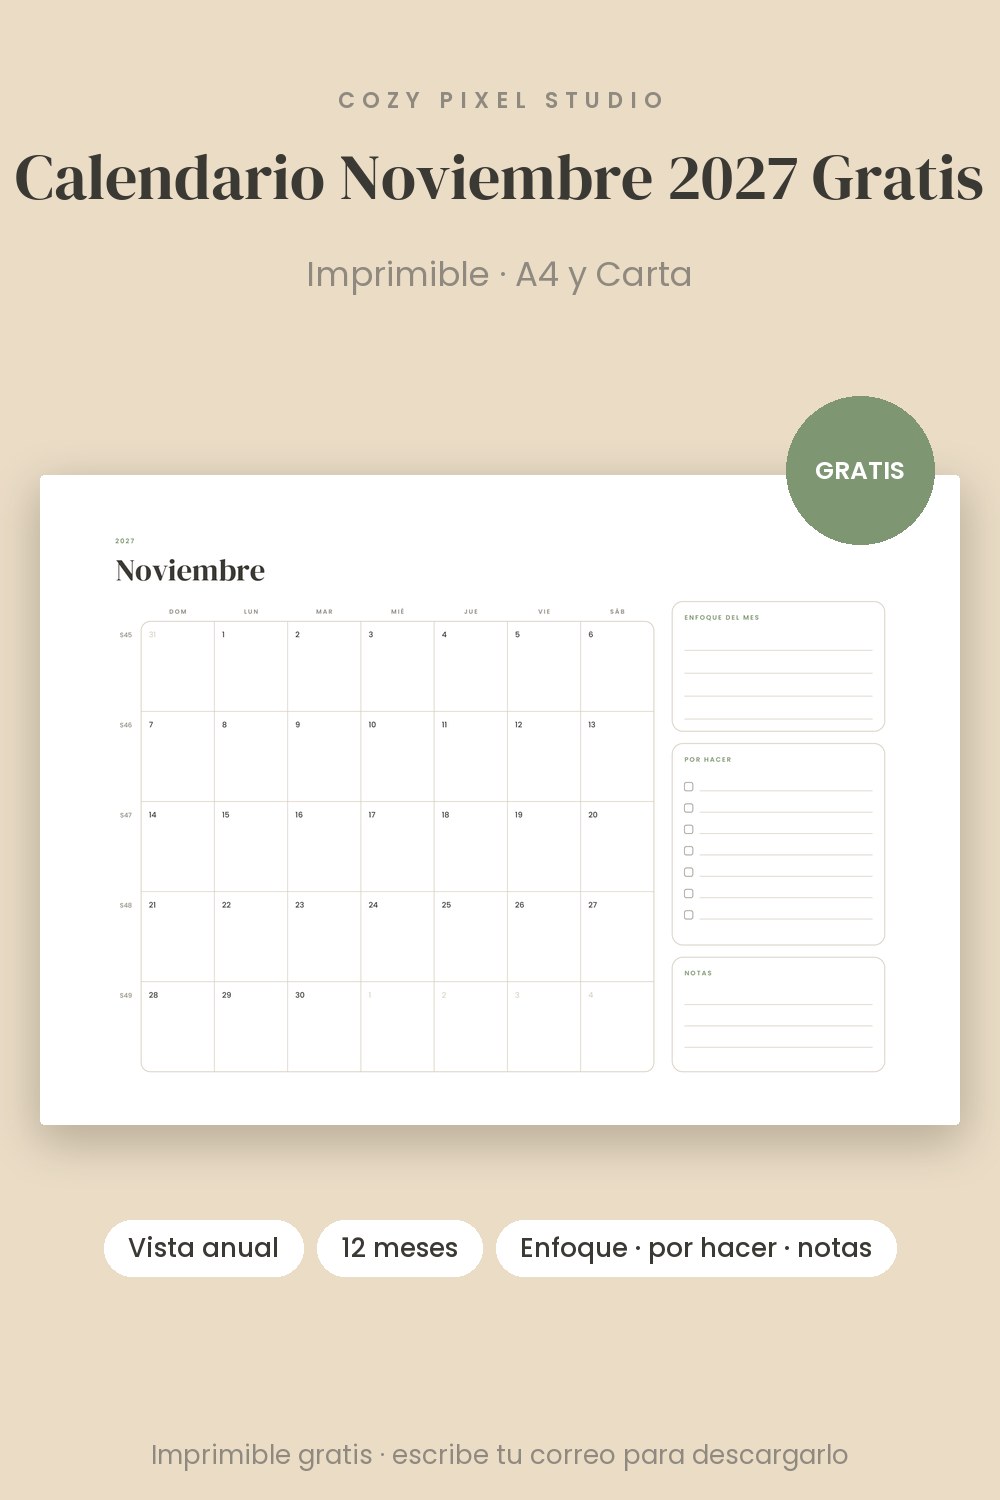 COZY PIXEL STUDIO
Calendario Noviembre 2027 Gratis
Imprimible · A4 y Carta
GRATIS
2027
Noviembre
DOM LUN MAR MIÉ JUE VIE SÁB
S45 31 1 2 3 4 5 6
S46 7 8 9 10 11 12 13
S47 14 15 16 17 18 19 20
S48 21 22 23 24 25 26 27
S49 28 29 30 1 2 3 4
ENFOQUE DEL MES
POR HACER
NOTAS
Vista anual
12 meses
Enfoque · por hacer · notas
Imprimible gratis · escribe tu correo para descargarlo